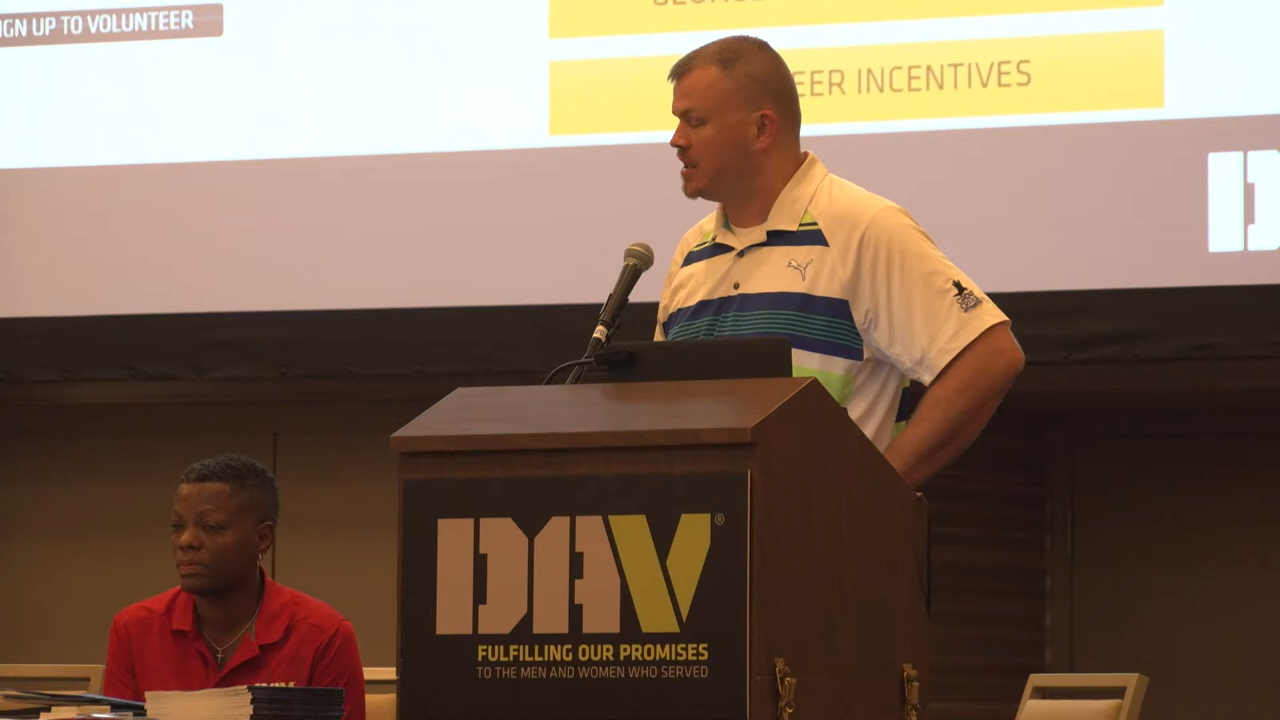 IGN UP TO VOLUNTEER
EER INCENTIVES
DAV®
FULFILLING OUR PROMISES
TO THE MEN AND WOMEN WHO SERVED